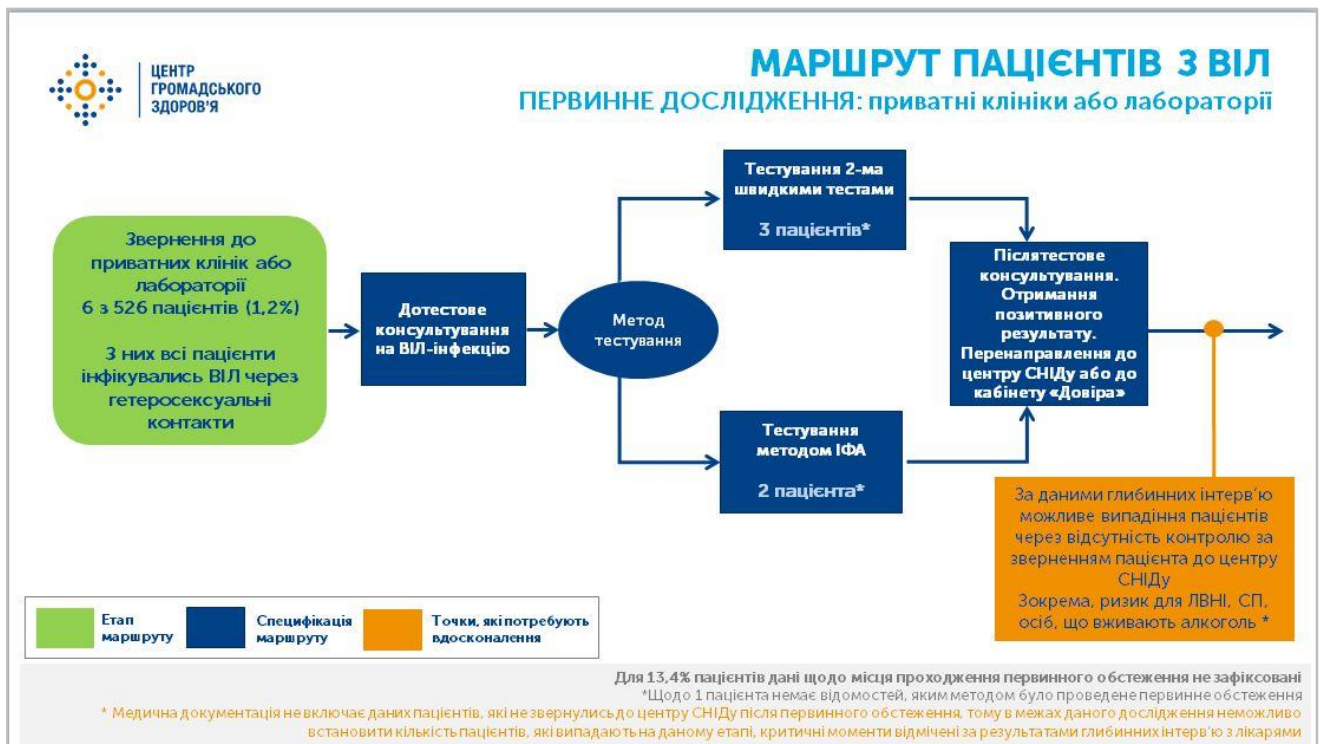 ЦЕНТР
ГРОМАДСЬКОГО
ЗДОРОВ'Я
МАРШРУТ ПАЦІЄНТІВ З ВІЛ
ПЕРВИННЕ ДОСЛІДЖЕННЯ: приватні клініки або лабораторії
Звернення до
приватних клінік або
лабораторії
6 з 526 пацієнтів (1,2%)
З них всі пацієнти
інфікувались ВІЛ через
гетеросексуальні
контакти
Дотестове
консультування
на ВІЛ-інфекцію
Метод
тестування
Тестування 2-ма
швидкими тестами
3 пацієнтів*
Тестування
методом ІФА
2 пацієнта*
Післятестове
консультування.
Отримання
позитивного
результату.
Перенаправлення до
центру СНІДу або до
кабінету «Довіра»
За даними глибинних інтерв'ю
можливе випадіння пацієнтів
через відсутність контролю за
зверненням пацієнта до центру
СНІДу
Зокрема, ризик для ЛВНІ, СП,
осіб, що вживають алкоголь *
Етап
маршруту
Специфікація
маршруту
Точки, які потребують
вдосконалення
Для 13,4% пацієнтів дані щодо місця проходження первинного обстеження не зафіксовані
*Щодо 1 пацієнта немає відомостей, яким методом було проведене первинне обстеження
* Медична документація не включає даних пацієнтів, які не звернулись до центру СНІДу після первинного обстеження, тому в межах даного дослідження неможливо
встановити кількість пацієнтів, які випадають на даному етапі, критичні моменти відмічені за результатами глибинних інтерв'ю з лікарями